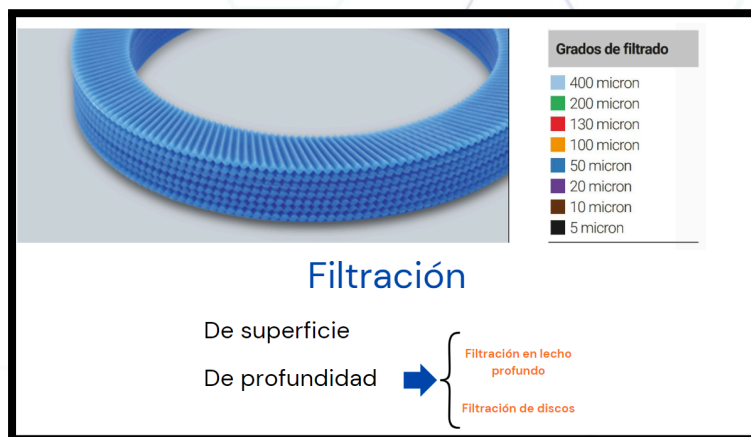 Grados de filtrado
400 micron
200 micron
130 micron
100 micron
50 micron
20 micron
10 micron
5 micron
Filtración
De superficie
De profundidad
Filtración en lecho
profundo
Filtración de discos